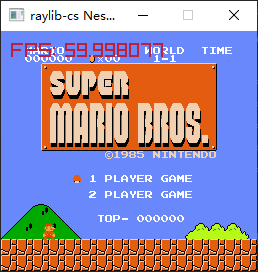 raylib-cs Nes...
FPS: 59.998077
MARIO WORLD TIME
000000 ×00 1-1
SUPER
MARIO BROS.
©1985 NINTENDO
1 PLAYER GAME
2 PLAYER GAME
TOP- 000000